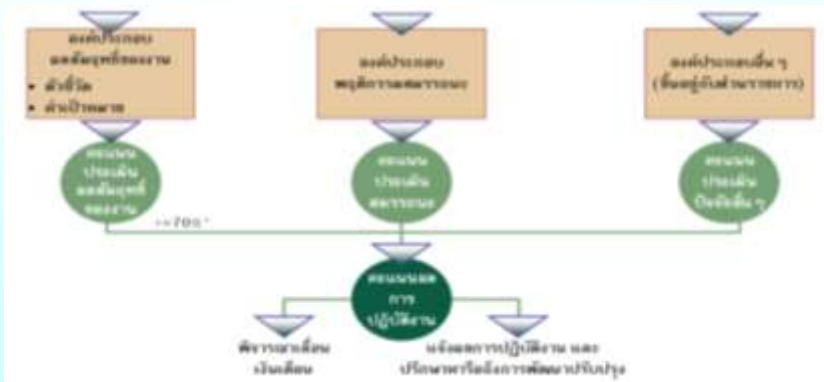 องค์ประกอบ
ผลสัมฤทธิ์ของงาน
• ตัวชี้วัด
• ค่าเป้าหมาย
องค์ประกอบ
พฤติกรรมสมรรถนะ
องค์ประกอบอื่น ๆ
(ขึ้นอยู่กับส่วนราชการ)
คะแนน
ประเมิน
ผลสัมฤทธิ์
ของงาน
คะแนน
ประเมิน
สมรรถนะ
คะแนน
ประเมิน
ปัจจัยอื่น ๆ
>=70%*
คะแนนผล
การ
ปฏิบัติงาน
พิจารณาเลื่อน
เงินเดือน
แจ้งผลการปฏิบัติงาน และ
ปรึกษาหารือถึงการพัฒนาปรับปรุง